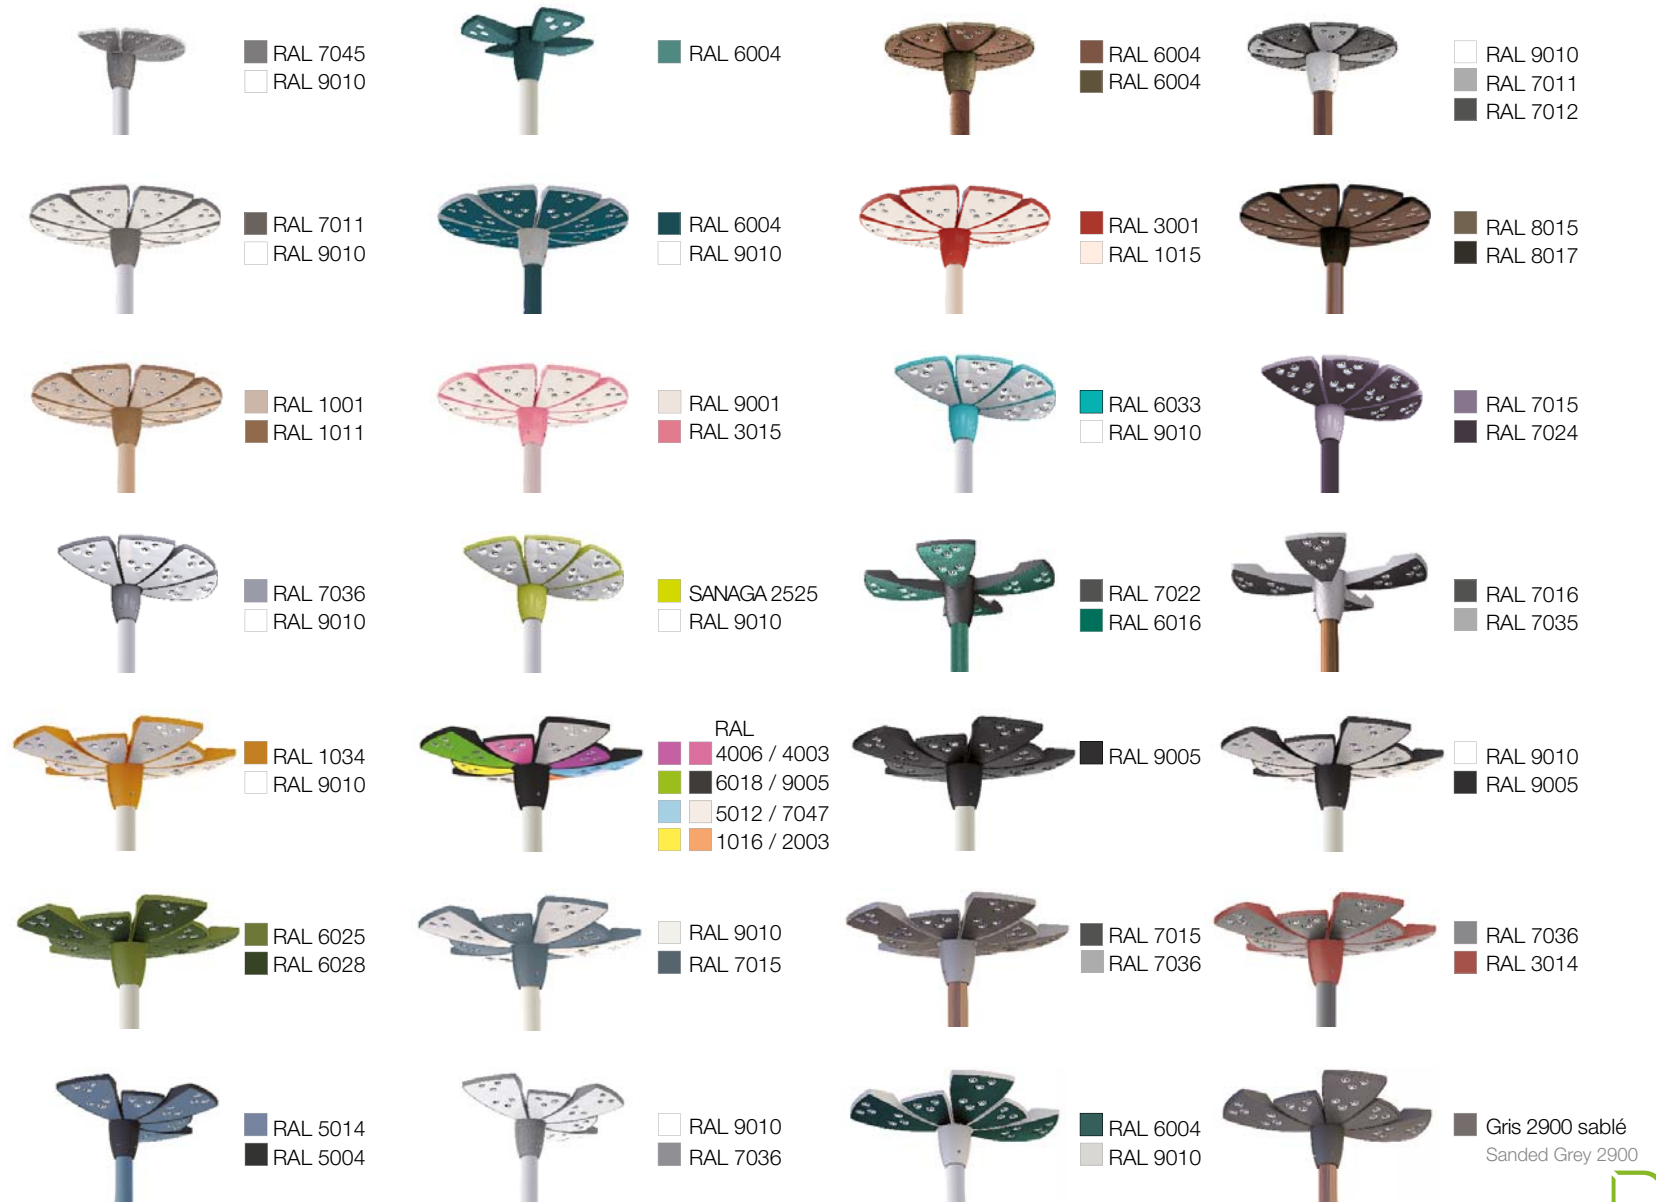 RAL 7045
RAL 9010
RAL 6004
RAL 6004
RAL 6004
RAL 9010
RAL 7011
RAL 7012
RAL 7011
RAL 9010
RAL 6004
RAL 9010
RAL 3001
RAL 1015
RAL 8015
RAL 8017
RAL 1001
RAL 1011
RAL 9001
RAL 3015
RAL 6033
RAL 9010
RAL 7015
RAL 7024
RAL 7036
RAL 9010
SANAGA 2525
RAL 9010
RAL 7022
RAL 6016
RAL 7016
RAL 7035
RAL 1034
RAL 9010
RAL
4006 / 4003
6018 / 9005
5012 / 7047
1016 / 2003
RAL 9005
RAL 9010
RAL 9005
RAL 6025
RAL 6028
RAL 9010
RAL 7015
RAL 7015
RAL 7036
RAL 7036
RAL 3014
RAL 5014
RAL 5004
RAL 9010
RAL 7036
RAL 6004
RAL 9010
Gris 2900 sablé
Sanded Grey 2900